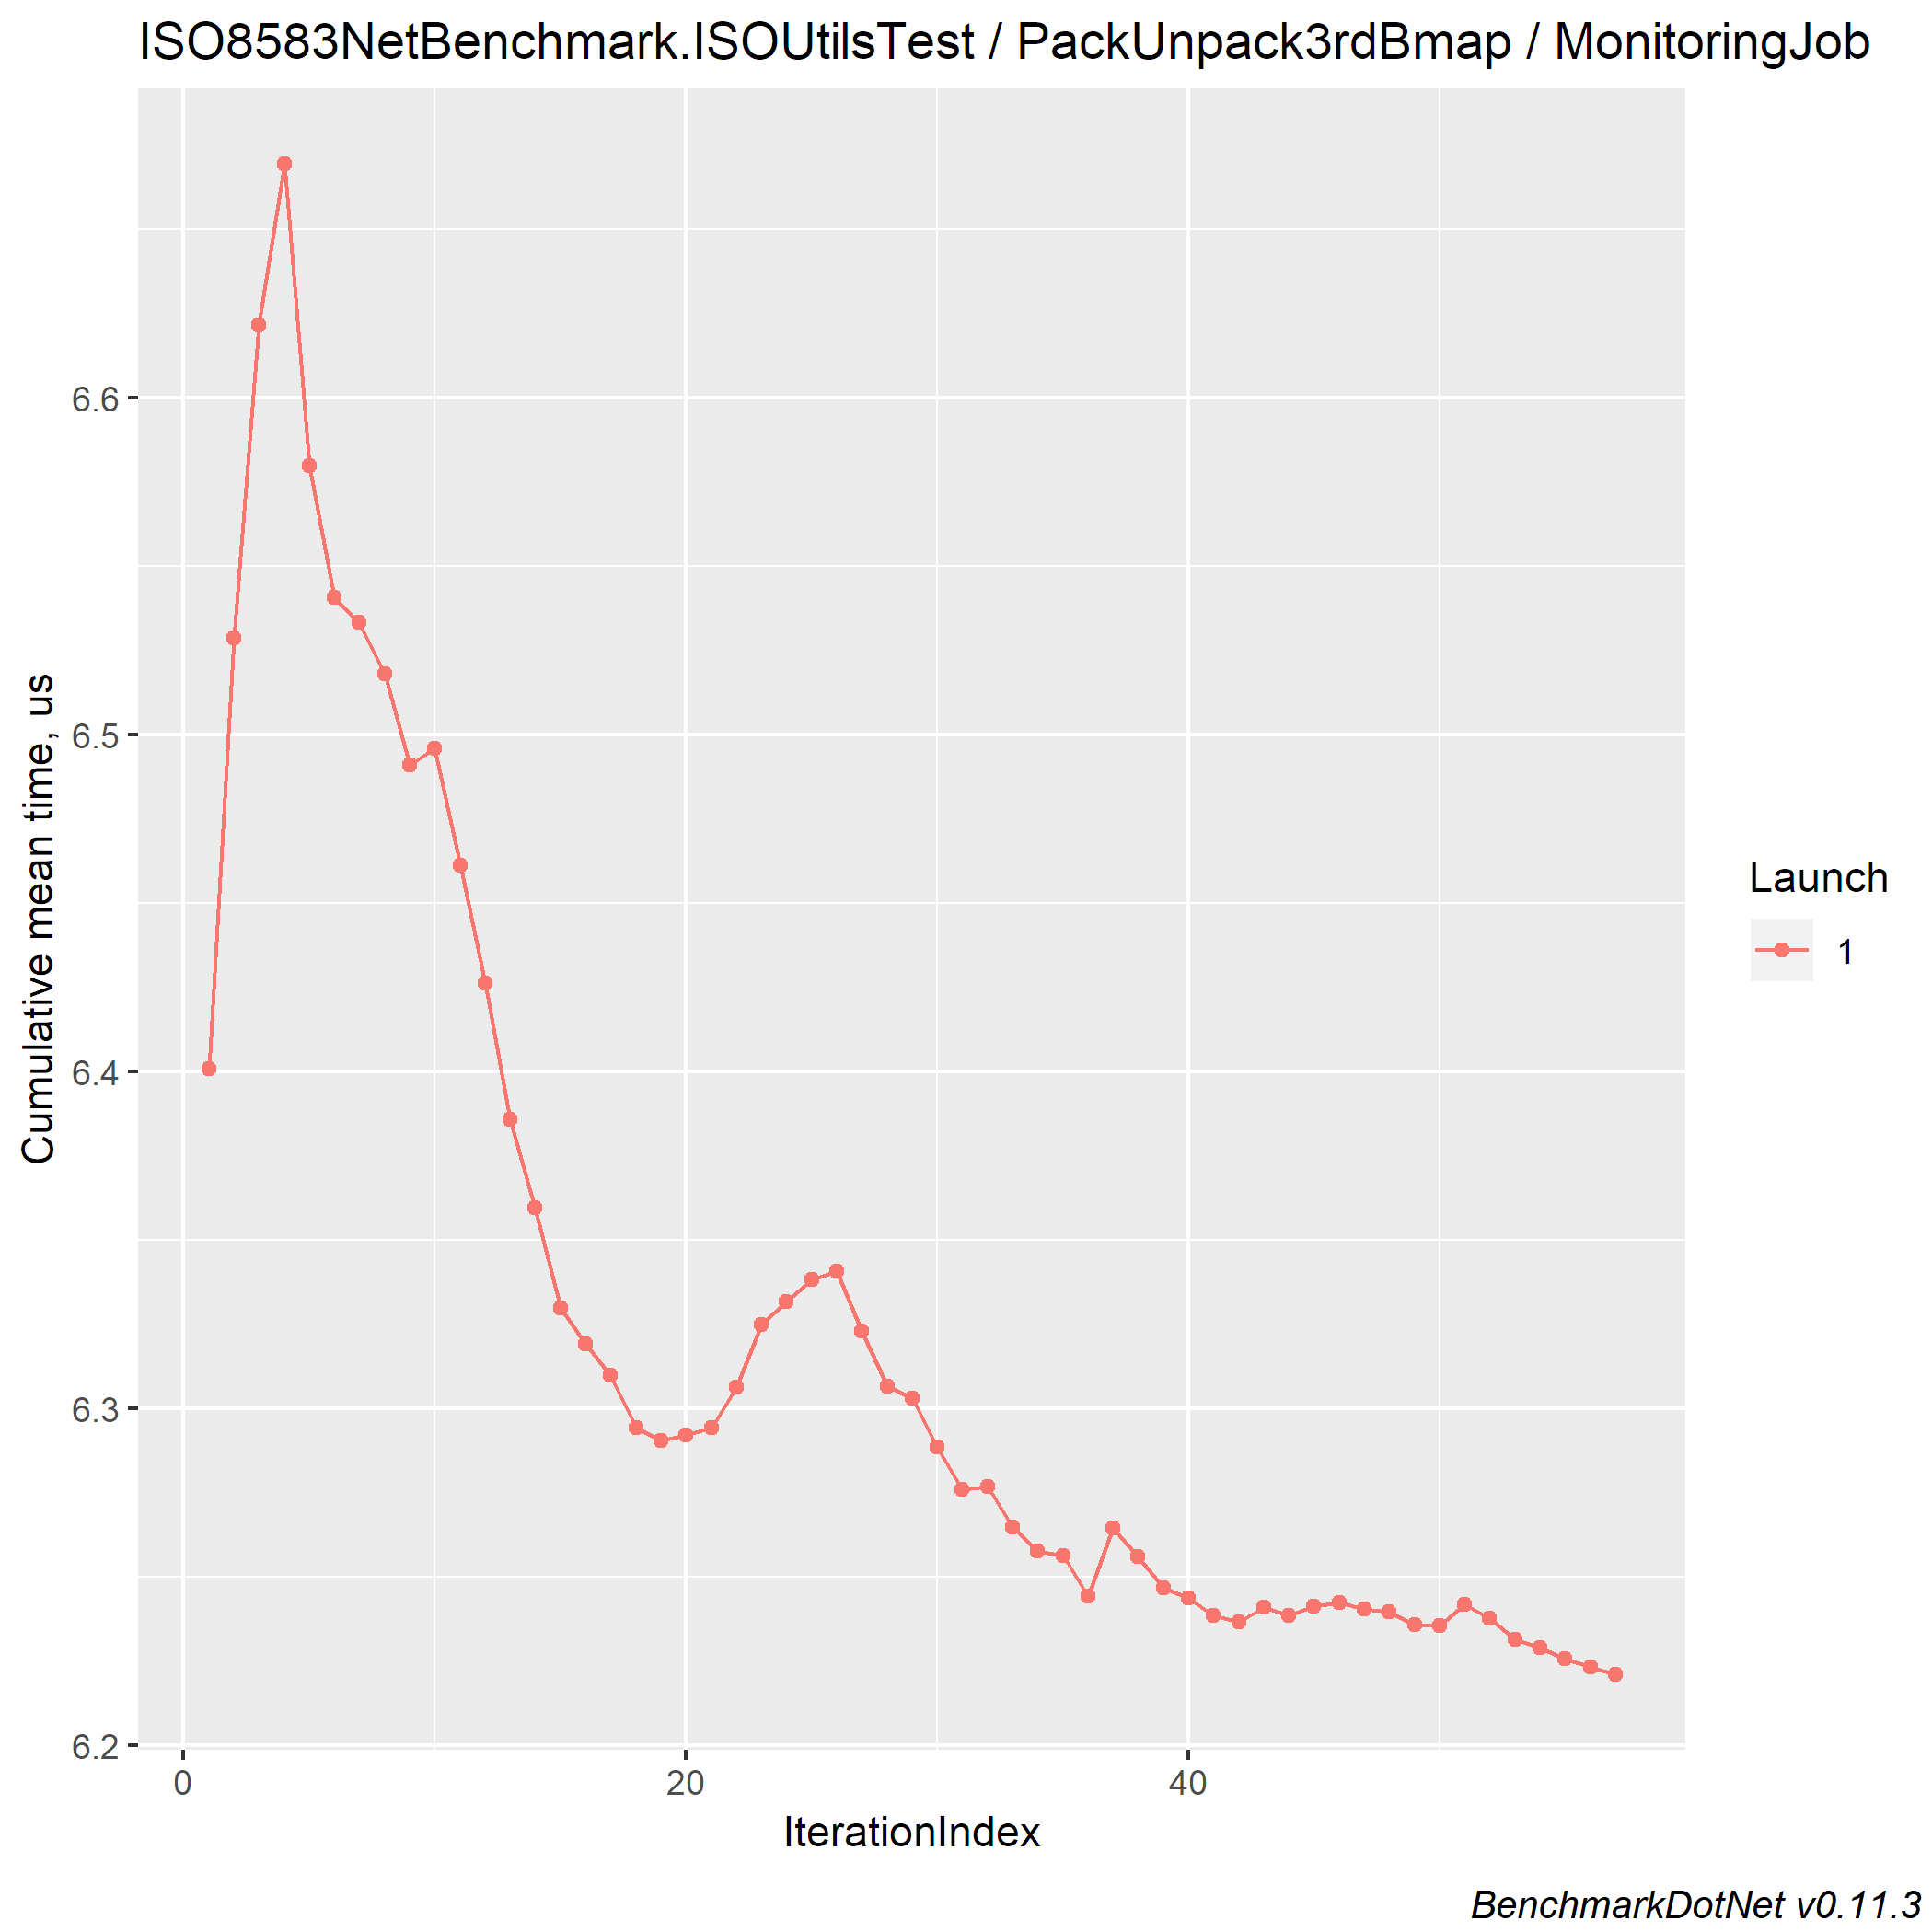 ISO8583NetBenchmark.ISOUtilsTest / PackUnpack3rdBmap / MonitoringJob
Cumulative mean time, us
6.6
6.5
6.4
6.3
6.2
0 20 40
IterationIndex
Launch
1
BenchmarkDotNet v0.11.3